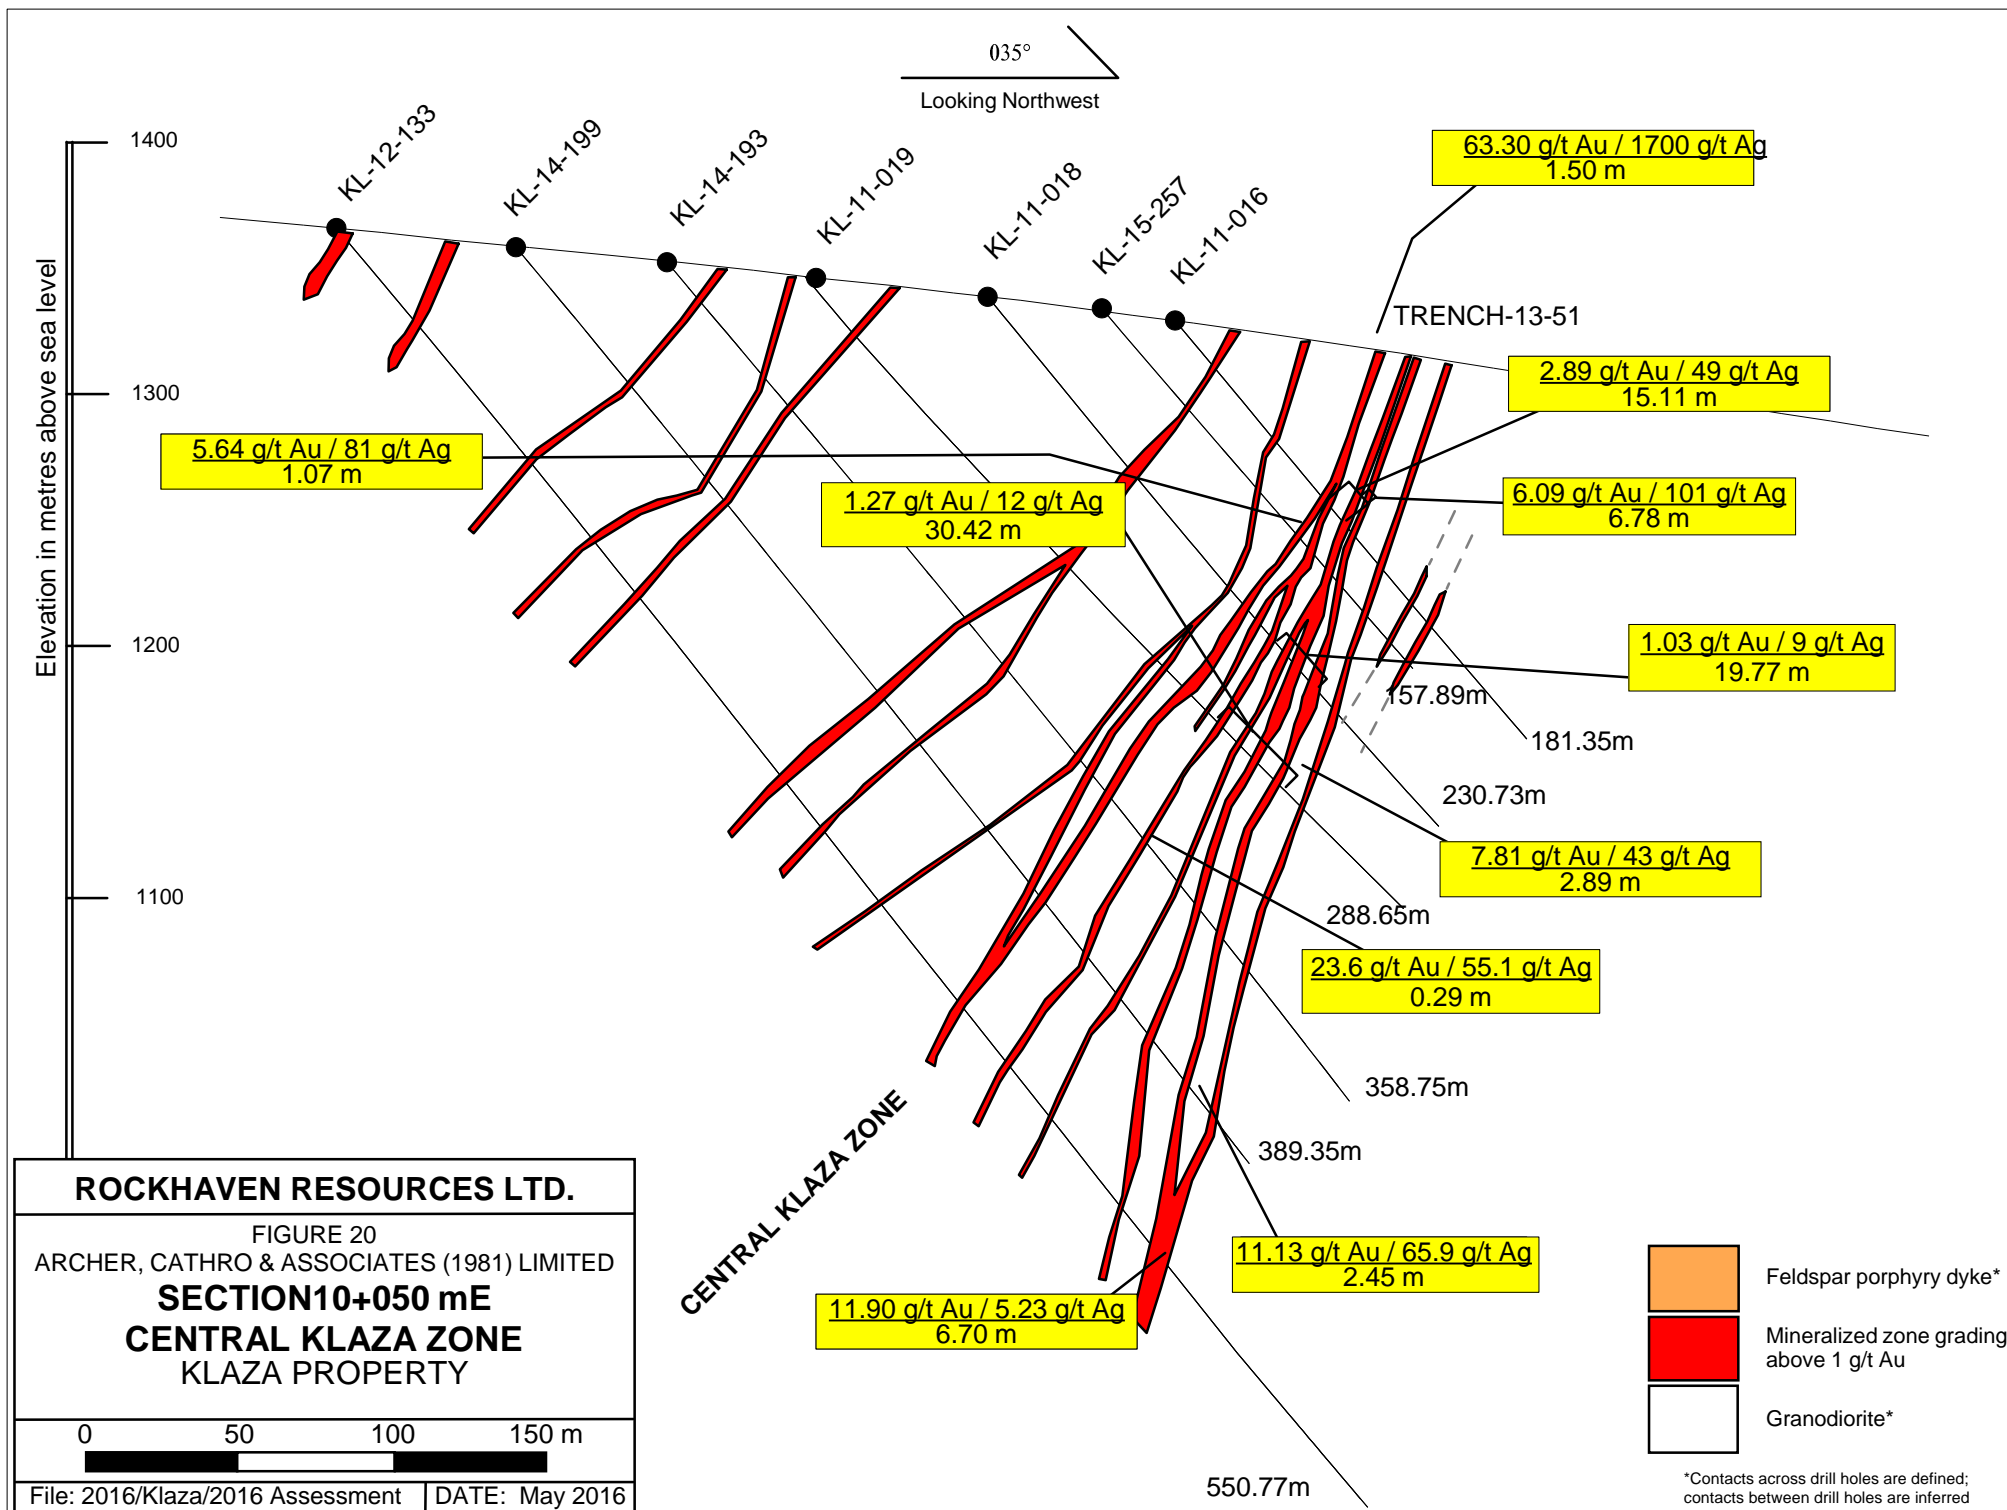 035°
Looking Northwest
KL-12-133
KL-14-199
KL-14-193
KL-11-019
KL-11-018
KL-15-257
KL-11-016
TRENCH-13-51
Elevation in metres above sea level
1400
1300
1200
1100
63.30 g/t Au / 1700 g/t Ag
1.50 m
2.89 g/t Au / 49 g/t Ag
15.11 m
5.64 g/t Au / 81 g/t Ag
1.07 m
1.27 g/t Au / 12 g/t Ag
30.42 m
6.09 g/t Au / 101 g/t Ag
6.78 m
1.03 g/t Au / 9 g/t Ag
19.77 m
157.89m
181.35m
230.73m
7.81 g/t Au / 43 g/t Ag
2.89 m
288.65m
23.6 g/t Au / 55.1 g/t Ag
0.29 m
358.75m
389.35m
CENTRAL KLAZA ZONE
11.13 g/t Au / 65.9 g/t Ag
2.45 m
11.90 g/t Au / 5.23 g/t Ag
6.70 m
550.77m
ROCKHAVEN RESOURCES LTD.
FIGURE 20
ARCHER, CATHRO & ASSOCIATES (1981) LIMITED
SECTION10+050 mE
CENTRAL KLAZA ZONE
KLAZA PROPERTY
0 50 100 150 m
File: 2016/Klaza/2016 Assessment DATE: May 2016
Feldspar porphyry dyke*
Mineralized zone grading
above 1 g/t Au
Granodiorite*
*Contacts across drill holes are defined;
contacts between drill holes are inferred